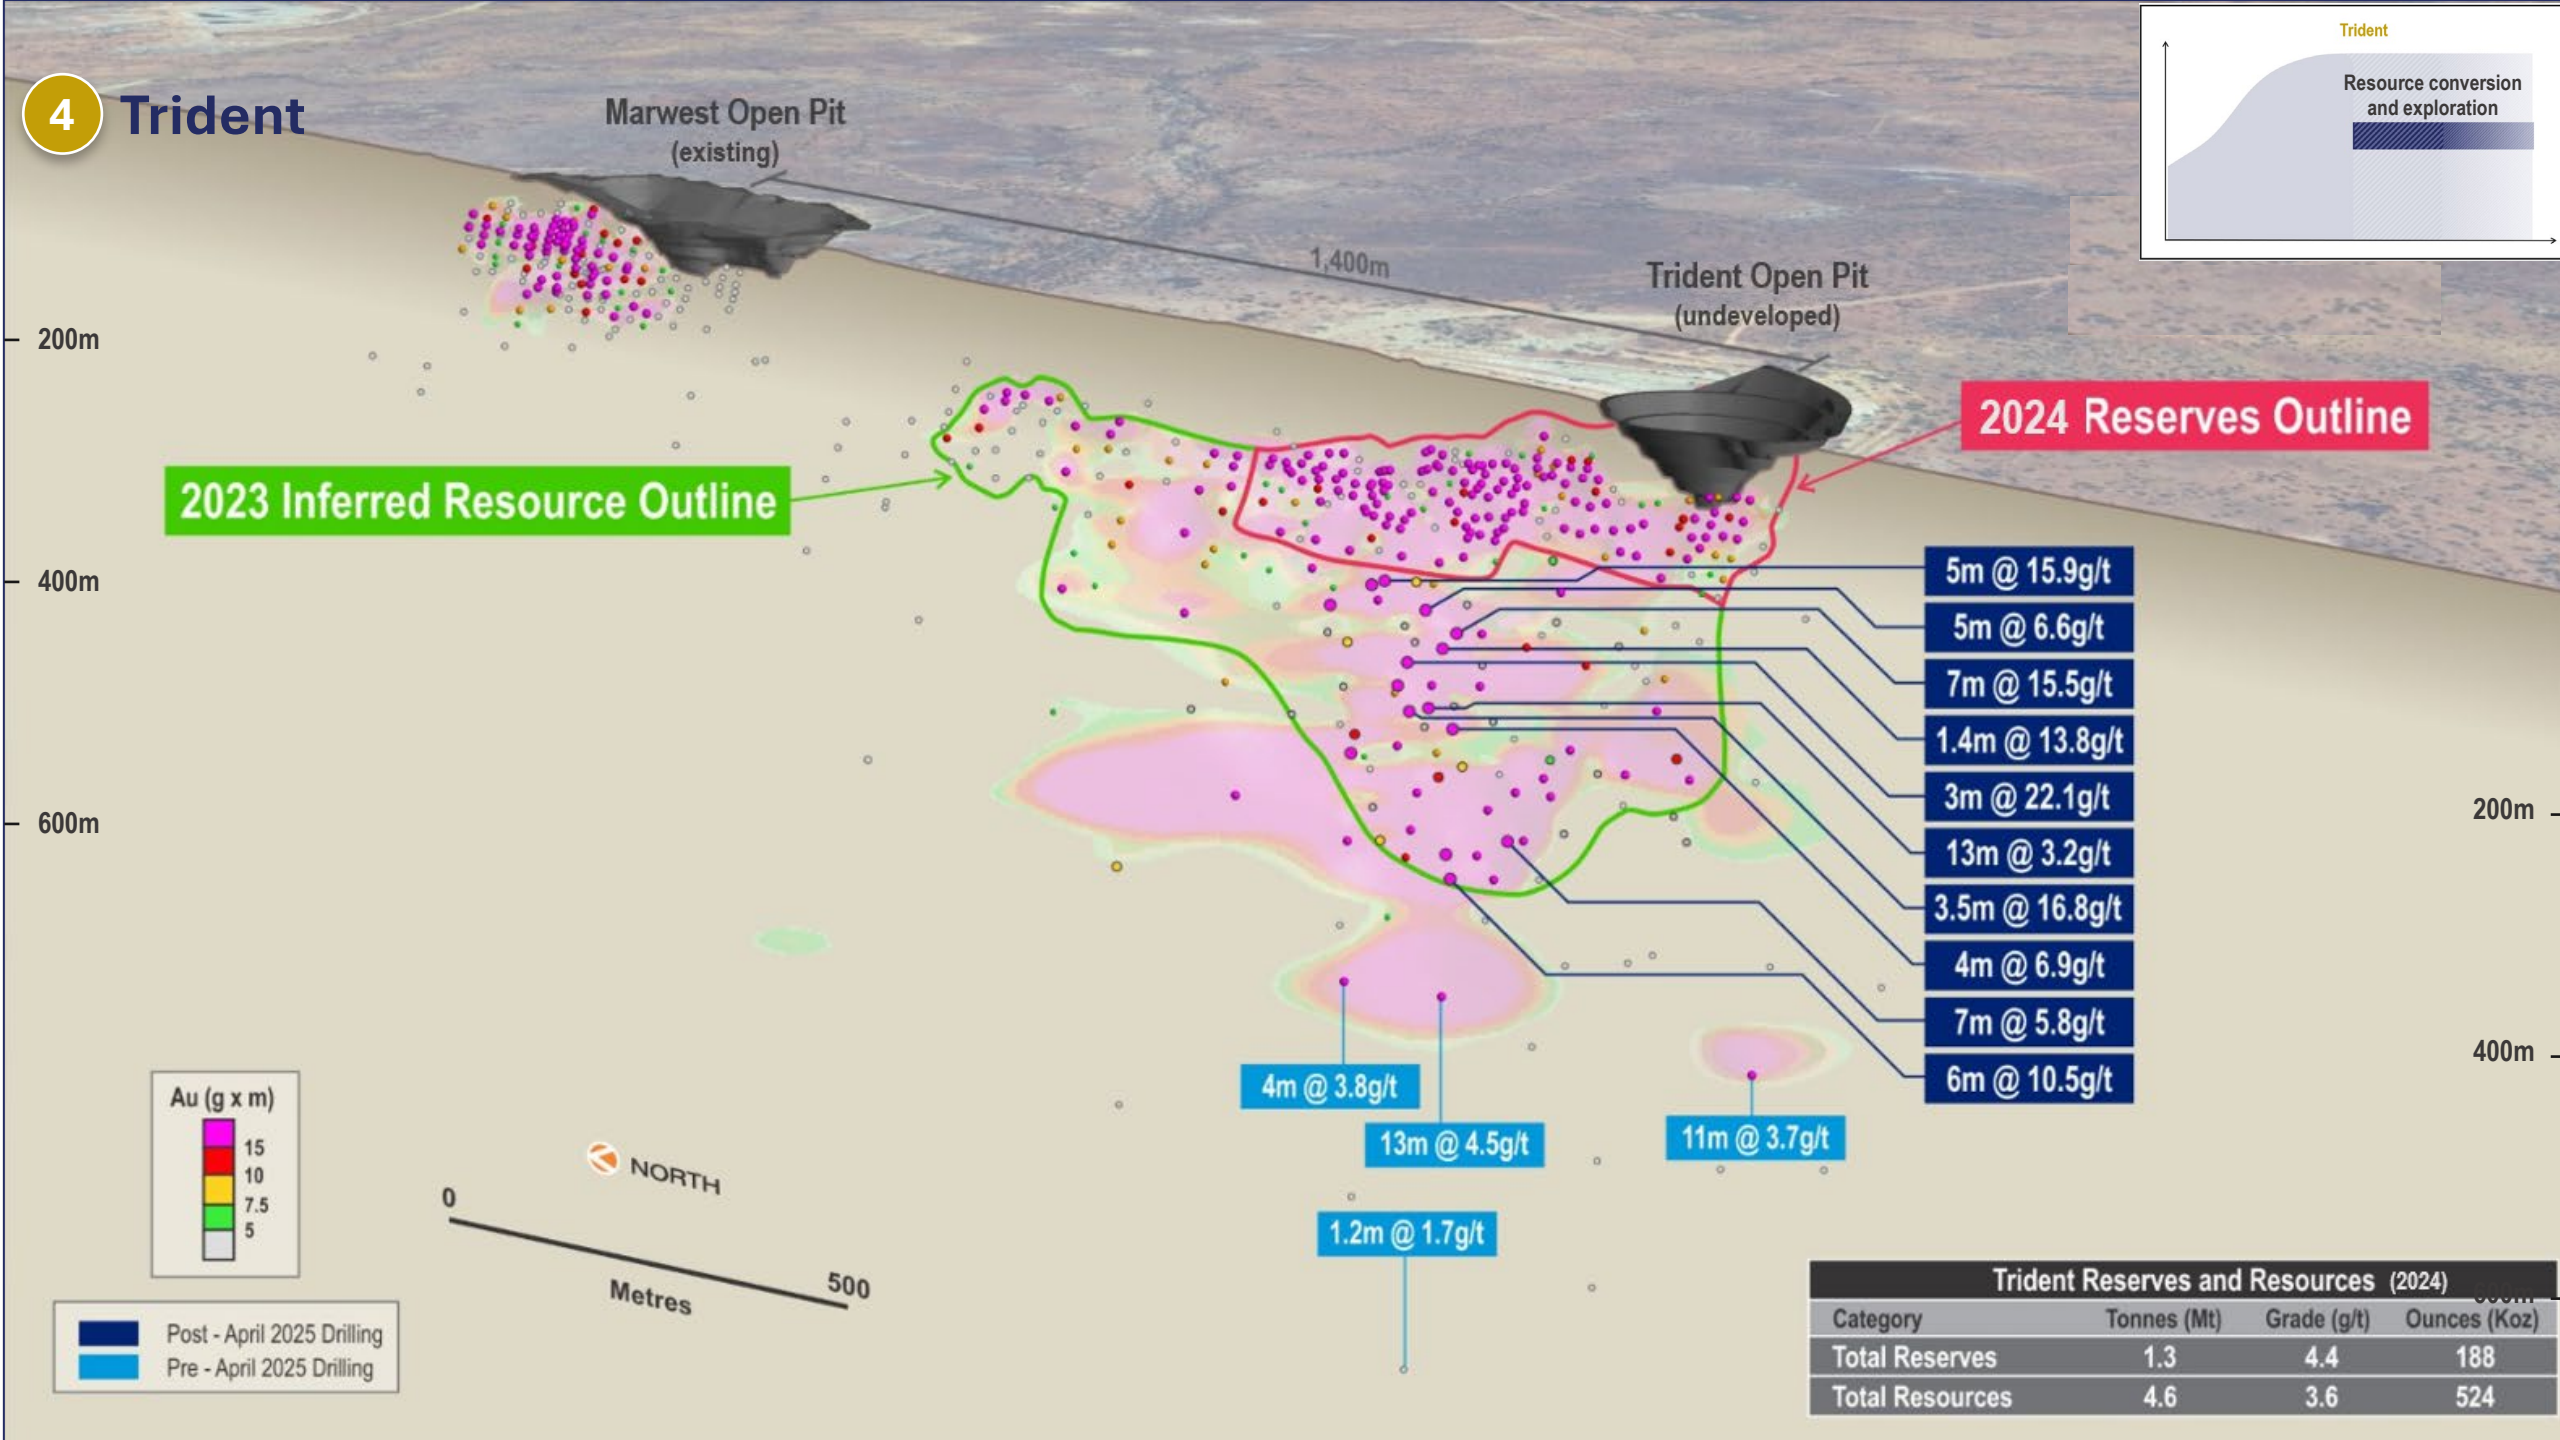 Trident
Resource conversion
and exploration
4 Trident
Marwest Open Pit
(existing)
1,400m
Trident Open Pit
(undeveloped)
2024 Reserves Outline
2023 Inferred Resource Outline
200m
400m
600m
5m @ 15.9g/t
5m @ 6.6g/t
7m @ 15.5g/t
1.4m @ 13.8g/t
3m @ 22.1g/t
13m @ 3.2g/t
3.5m @ 16.8g/t
4m @ 6.9g/t
7m @ 5.8g/t
6m @ 10.5g/t
200m
400m
4m @ 3.8g/t
13m @ 4.5g/t
11m @ 3.7g/t
1.2m @ 1.7g/t
Au (g x m)
15
10
7.5
5
NORTH
0
500
Metres
Post - April 2025 Drilling
Pre - April 2025 Drilling
Trident Reserves and Resources (2024)
Category Tonnes (Mt) Grade (g/t) Ounces (Koz)
Total Reserves 1.3 4.4 188
Total Resources 4.6 3.6 524